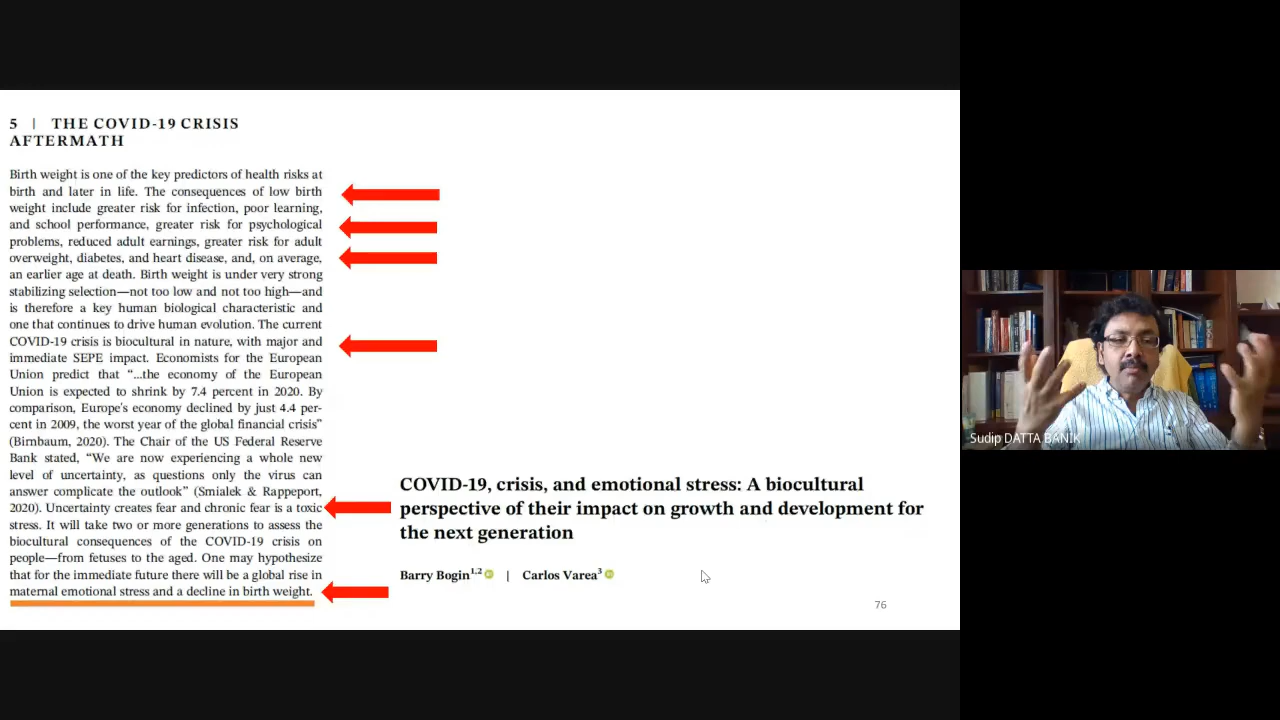 5 | THE COVID-19 CRISIS
AFTERMATH
Birth weight is one of the key predictors of health risks at
birth and later in life. The consequences of low birth
weight include greater risk for infection, poor learning,
and school performance, greater risk for psychological
problems, reduced adult earnings, greater risk for adult
overweight, diabetes, and heart disease, and, on average,
an earlier age at death. Birth weight is under very strong
stabilizing selection—not too low and not too high—and
is therefore a key human biological characteristic and
one that continues to drive human evolution. The current
COVID-19 crisis is biocultural in nature, with major and
immediate SEPE impact. Economists for the European
Union predict that “...the economy of the European
Union is expected to shrink by 7.4 percent in 2020. By
comparison, Europe's economy declined by just 4.4 per-
cent in 2009, the worst year of the global financial crisis”
(Birnbaum, 2020). The Chair of the US Federal Reserve
Bank stated, “We are now experiencing a whole new
level of uncertainty, as questions only the virus can
answer complicate the outlook” (Smialek & Rappeport,
2020). Uncertainty creates fear and chronic fear is a toxic
stress. It will take two or more generations to assess the
biocultural consequences of the COVID-19 crisis on
people—from fetuses to the aged. One may hypothesize
that for the immediate future there will be a global rise in
maternal emotional stress and a decline in birth weight.
COVID-19, crisis, and emotional stress: A biocultural
perspective of their impact on growth and development for
the next generation
Barry Bogin1,2 | Carlos Varea3
76
Sudip DATTA BANIK